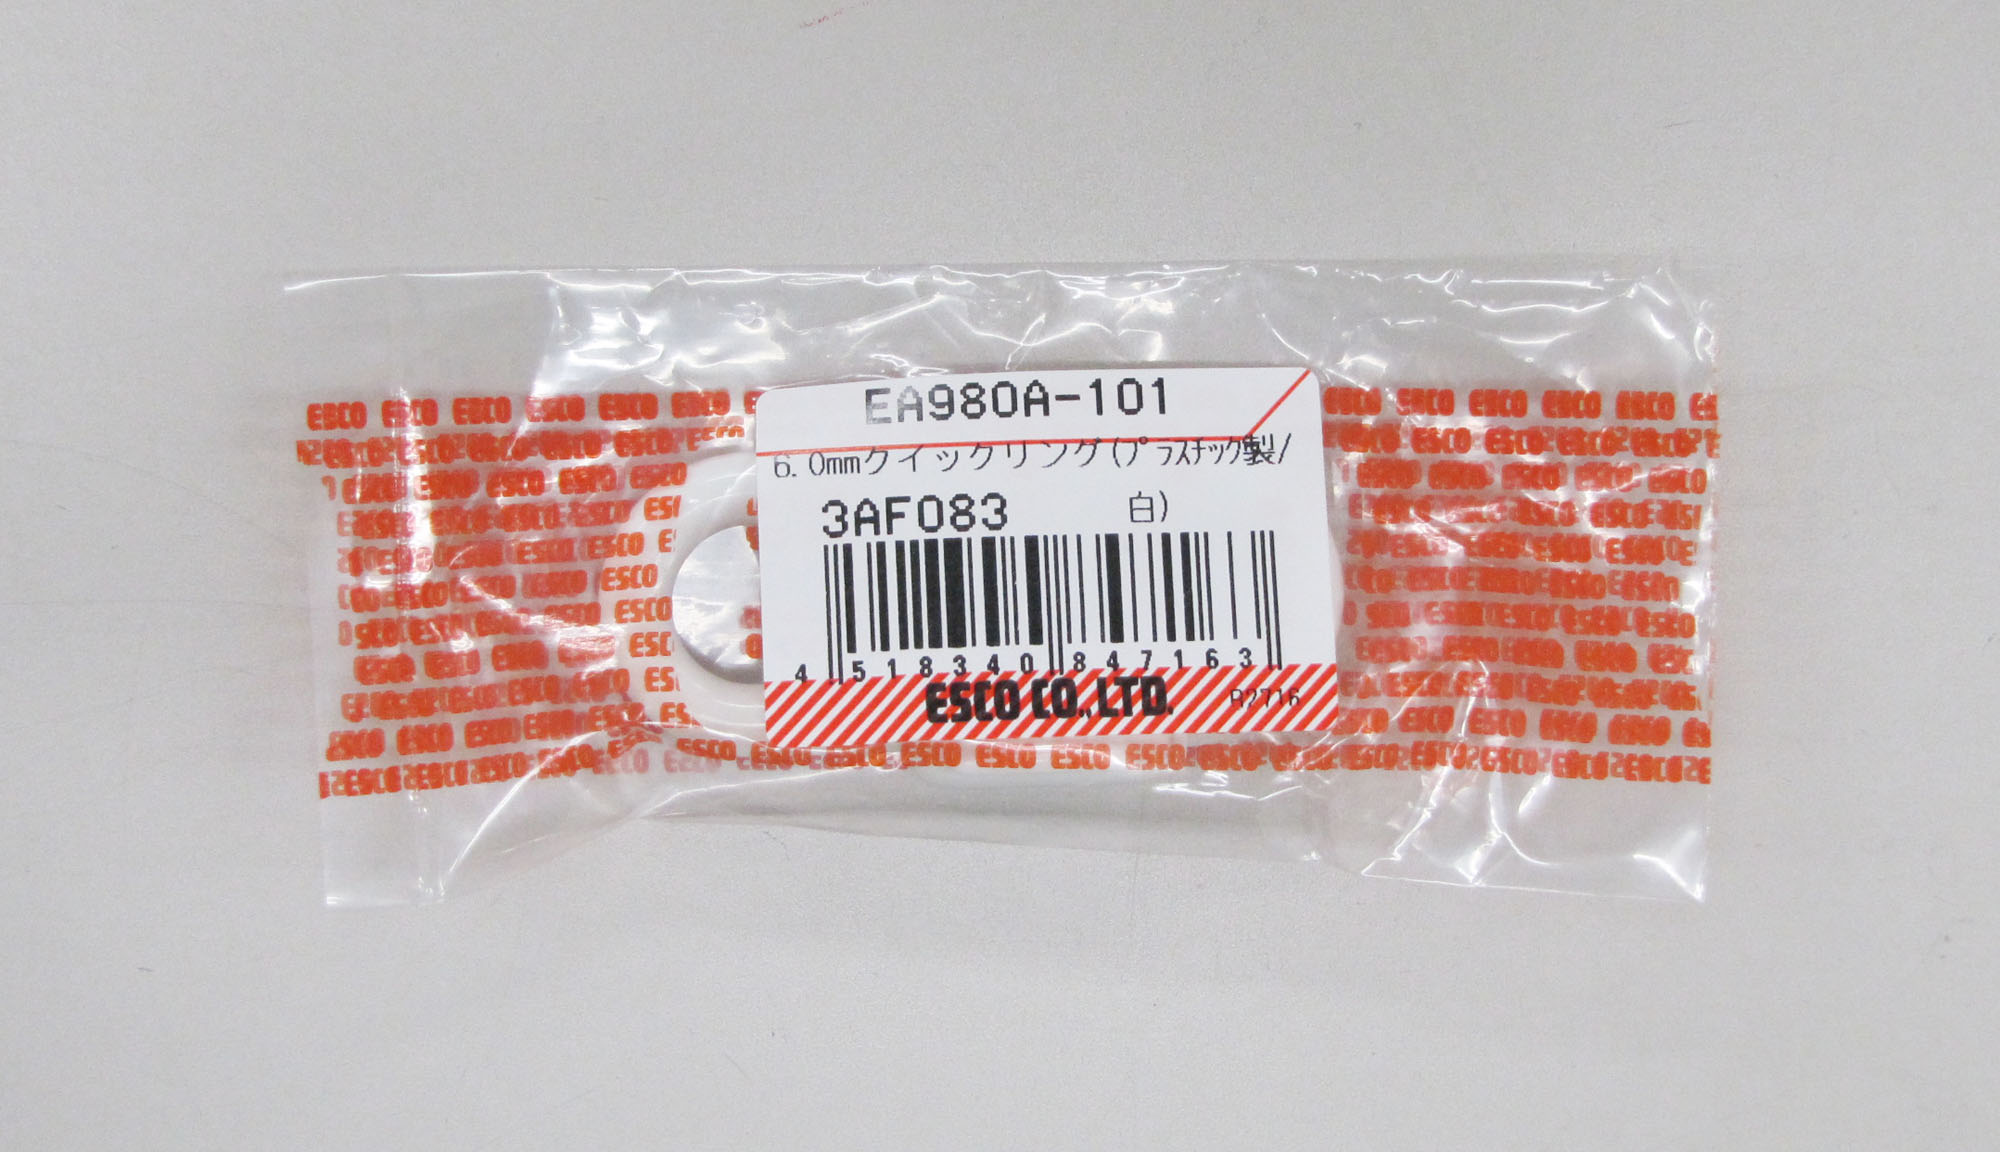 EA980A-101
6.0mmクイックリング(プラスチック製/
白)
3AF083
4 518340 847163
ESCO CO.,LTD.
R2716
ESCO ESCO ESCO ESCO ESCO